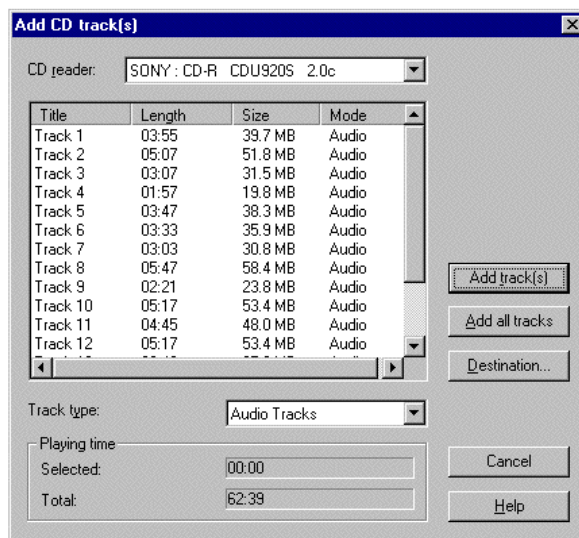 Add CD track(s)
CD reader: SONY : CD-R CDU920S 2.0c
Title Length Size Mode
Track 1 03:55 39.7 MB Audio
Track 2 05:07 51.8 MB Audio
Track 3 03:07 31.5 MB Audio
Track 4 01:57 19.8 MB Audio
Track 5 03:47 38.3 MB Audio
Track 6 03:33 35.9 MB Audio
Track 7 03:03 30.8 MB Audio
Track 8 05:47 58.4 MB Audio
Track 9 02:21 23.8 MB Audio
Track 10 05:17 53.4 MB Audio
Track 11 04:45 48.0 MB Audio
Track 12 05:17 53.4 MB Audio
Add track(s)
Add all tracks
Destination...
Track type: Audio Tracks
Playing time
Selected: 00:00
Total: 62:39
Cancel
Help